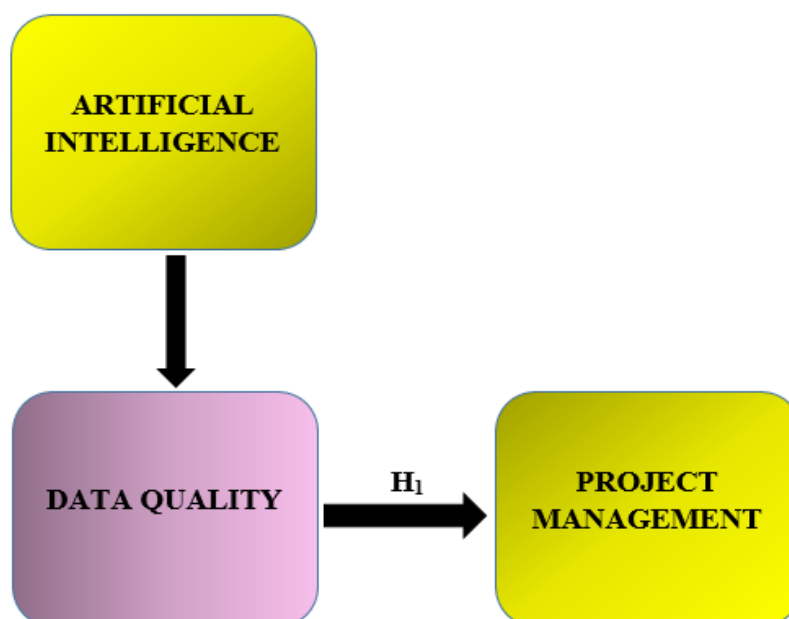 ARTIFICIAL
INTELLIGENCE
DATA QUALITY
H₁
PROJECT
MANAGEMENT